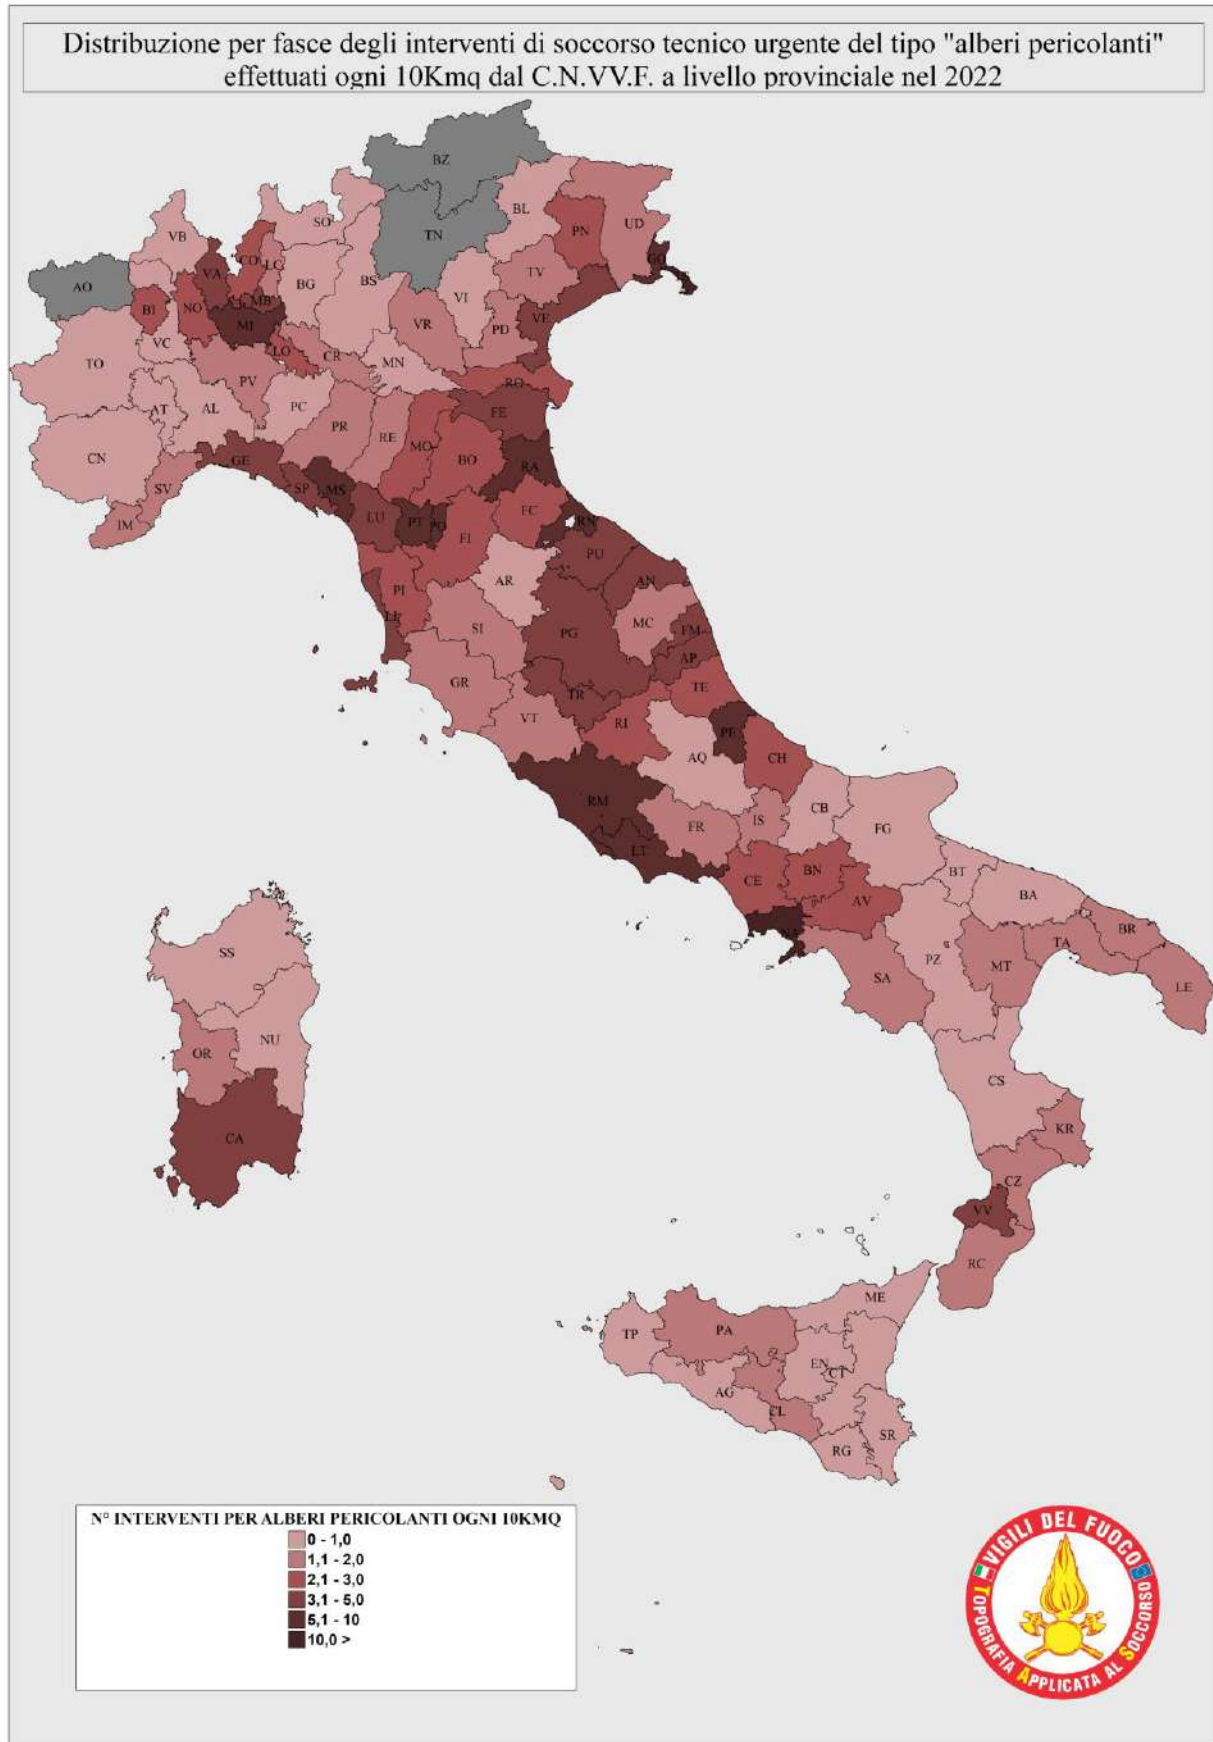 Distribuzione per fasce degli interventi di soccorso tecnico urgente del tipo "alberi pericolanti"
effettuati ogni 10Kmq dal C.N.VV.F. a livello provinciale nel 2022
BZ
BL
SO
TN
UD
PN
VB
CO
LC
GO
VA
TV
BG
BS
AO
MB
VI
BI
NO
MI
VR
PD
VE
VC
LO
CR
MN
TO
PV
RO
AT
AL
PC
FE
PR
RE
MO
BO
CN
GE
RA
SV
SP
MS
FC
LU
PT
PO
RN
IM
FI
PU
AR
AN
PI
LI
MC
SI
PG
FM
AP
GR
TR
TE
VT
RI
PE
AQ
CH
RM
CB
IS
FR
FG
LT
BN
BT
CE
BA
AV
NA
BR
TA
SS
PZ
MT
SA
LE
NU
OR
CS
KR
CA
CZ
VV
RC
ME
TP
PA
EN
CT
AG
CL
SR
RG
N° INTERVENTI PER ALBERI PERICOLANTI OGNI 10KMQ
0 - 1,0
1,1 - 2,0
2,1 - 3,0
3,1 - 5,0
5,1 - 10
10,0 >
VIGILI DEL FUOCO
TOPOGRAFIA APPLICATA AL SOCCORSO